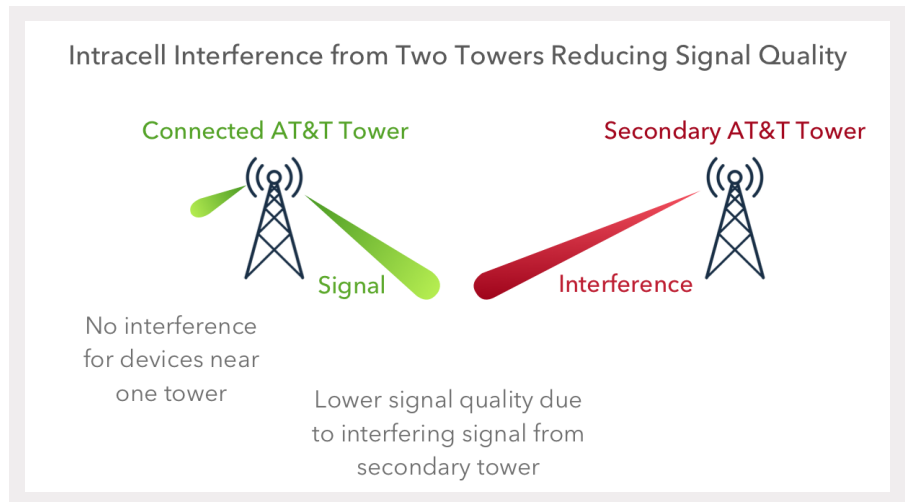 Intracell Interference from Two Towers Reducing Signal Quality
Connected AT&T Tower
Secondary AT&T Tower
Signal
Interference
No interference
for devices near
one tower
Lower signal quality due
to interfering signal from
secondary tower